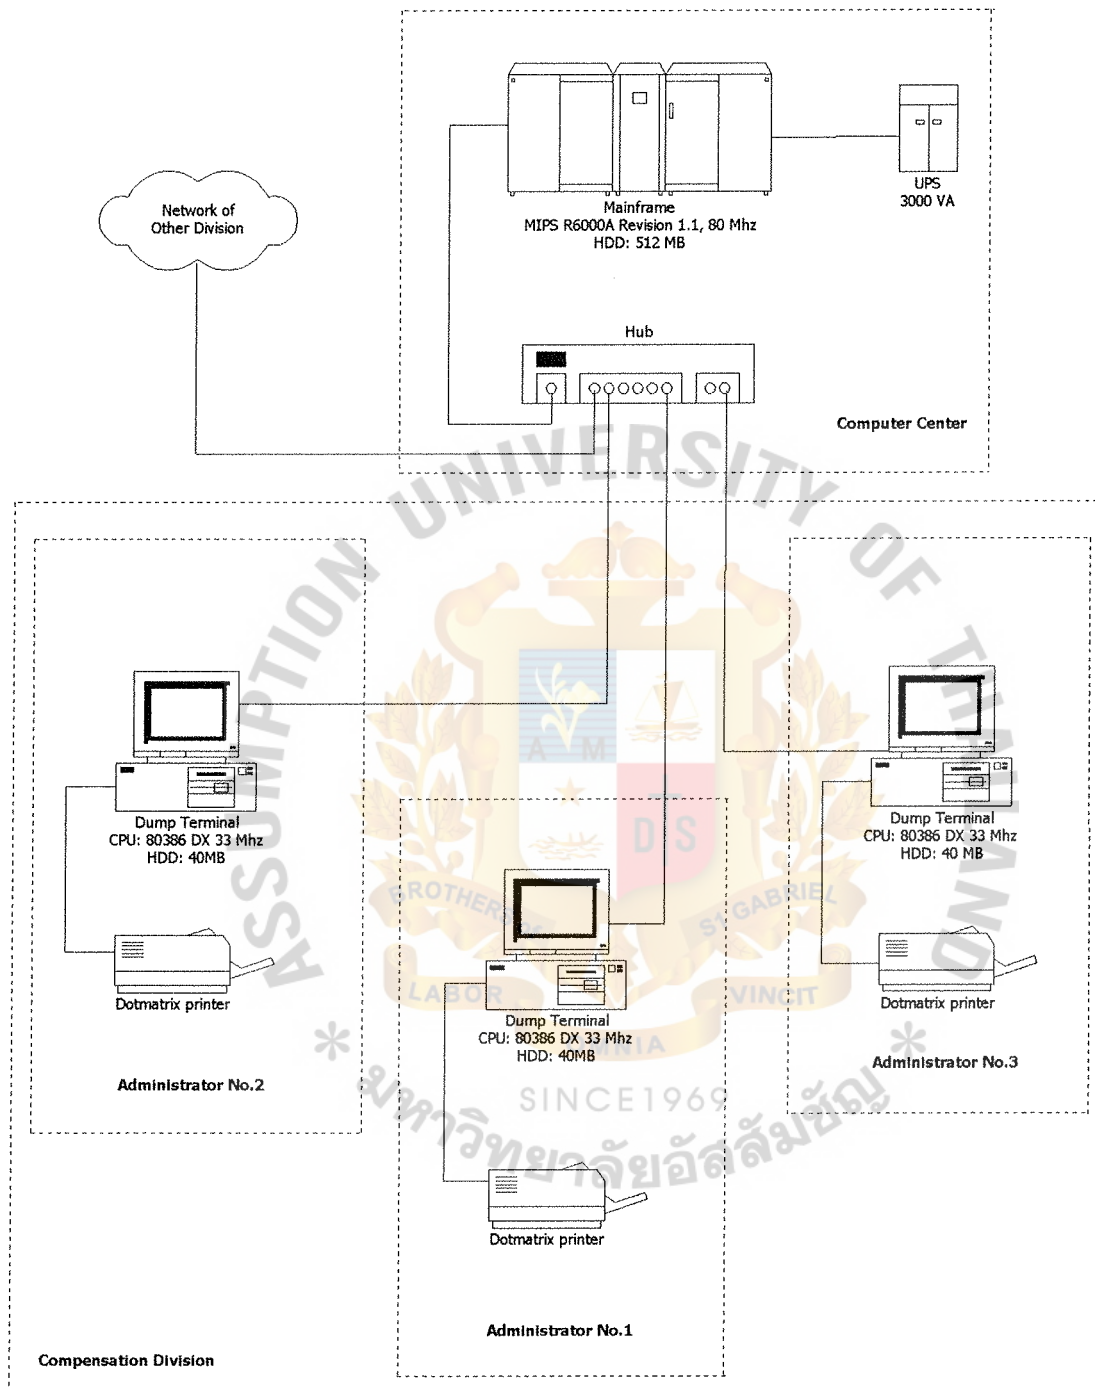 Mainframe
MIPS R6000A Revision 1.1, 80 Mhz
HDD: 512 MB
UPS
3000 VA
Network of
Other Division
Hub
Computer Center
Dump Terminal
CPU: 80386 DX 33 Mhz
HDD: 40MB
Dotmatrix printer
Administrator No.2
Dump Terminal
CPU: 80386 DX 33 Mhz
HDD: 40MB
Dotmatrix printer
Administrator No.1
Dump Terminal
CPU: 80386 DX 33 Mhz
HDD: 40 MB
Dotmatrix printer
Administrator No.3
Compensation Division
ASSUMPTION UNIVERSITY OF THAILAND
A M
D S
BROTHERS OF
ST GABRIEL
LABOR
VINCIT
OMNIA
SINCE1969
* มหาวิทยาลัยอัสสัมชัญ *